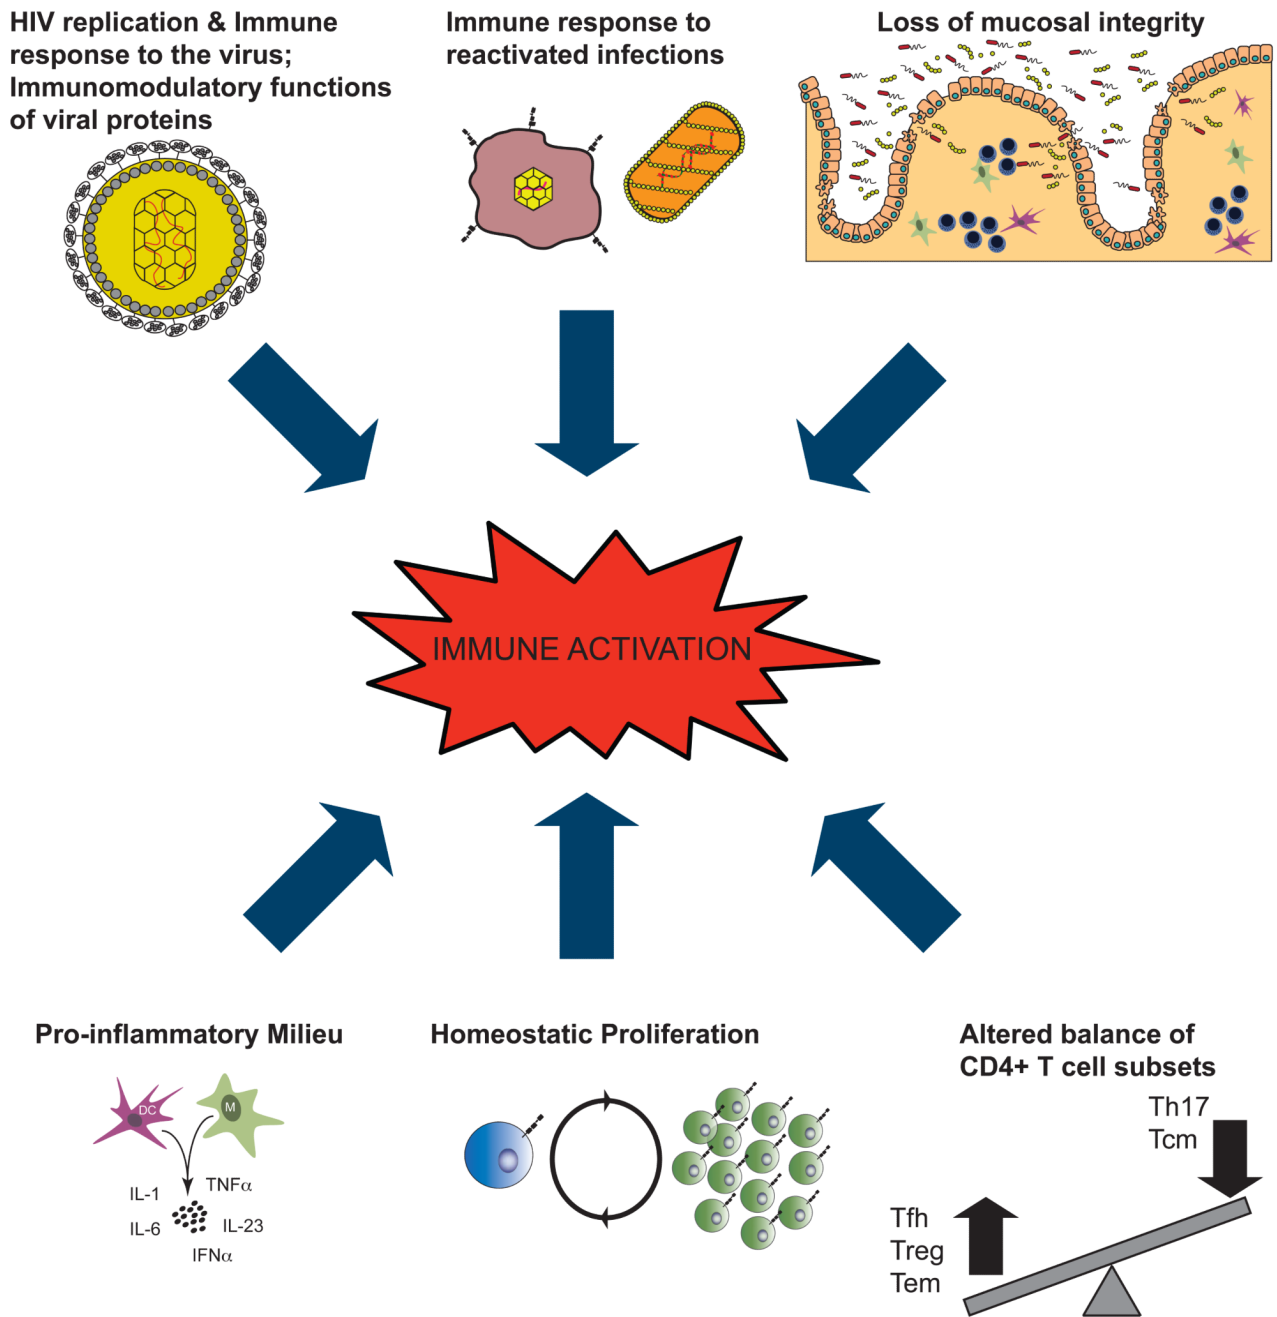 HIV replication & Immune
response to the virus;
Immunomodulatory functions
of viral proteins
Immune response to
reactivated infections
Loss of mucosal integrity
IMMUNE ACTIVATION
Pro-inflammatory Milieu
DC
M
IL-1
TNFα
IL-6
IL-23
IFNα
Homeostatic Proliferation
Altered balance of
CD4+ T cell subsets
Th17
Tcm
Tfh
Treg
Tem